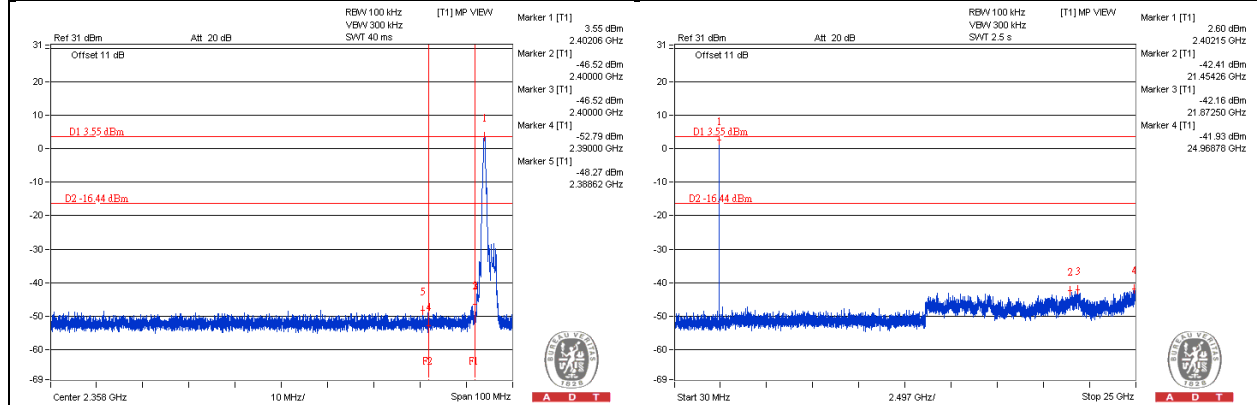 RBW 100 kHz [T1] MP VIEW
VBW 300 kHz
Ref 31 dBm Att 20 dB SWT 40 ms
Offset 11 dB
31
20
10
0
-10
-20
-30
-40
-50
-60
-69
D1 3.55 dBm
D2 -16.44 dBm
1
5
4
F2
F1
Center 2.358 GHz 10 MHz/ Span 100 MHz
Marker 1 [T1]
3.55 dBm
2.40206 GHz
Marker 2 [T1]
-46.52 dBm
2.40000 GHz
Marker 3 [T1]
-46.52 dBm
2.40000 GHz
Marker 4 [T1]
-52.79 dBm
2.39000 GHz
Marker 5 [T1]
-48.27 dBm
2.38862 GHz
BUREAU VERITAS
1828
A D T
RBW 100 kHz [T1] MP VIEW
VBW 300 kHz
Ref 31 dBm Att 20 dB SWT 2.5 s
Offset 11 dB
31
20
10
0
-10
-20
-30
-40
-50
-60
-69
1
D1 3.55 dBm
D2 -16.44 dBm
2 3 4
Start 30 MHz 2.497 GHz/ Stop 25 GHz
Marker 1 [T1]
2.60 dBm
2.40215 GHz
Marker 2 [T1]
-42.41 dBm
21.45426 GHz
Marker 3 [T1]
-42.16 dBm
21.87250 GHz
Marker 4 [T1]
-41.93 dBm
24.96878 GHz
BUREAU VERITAS
1828
A D T